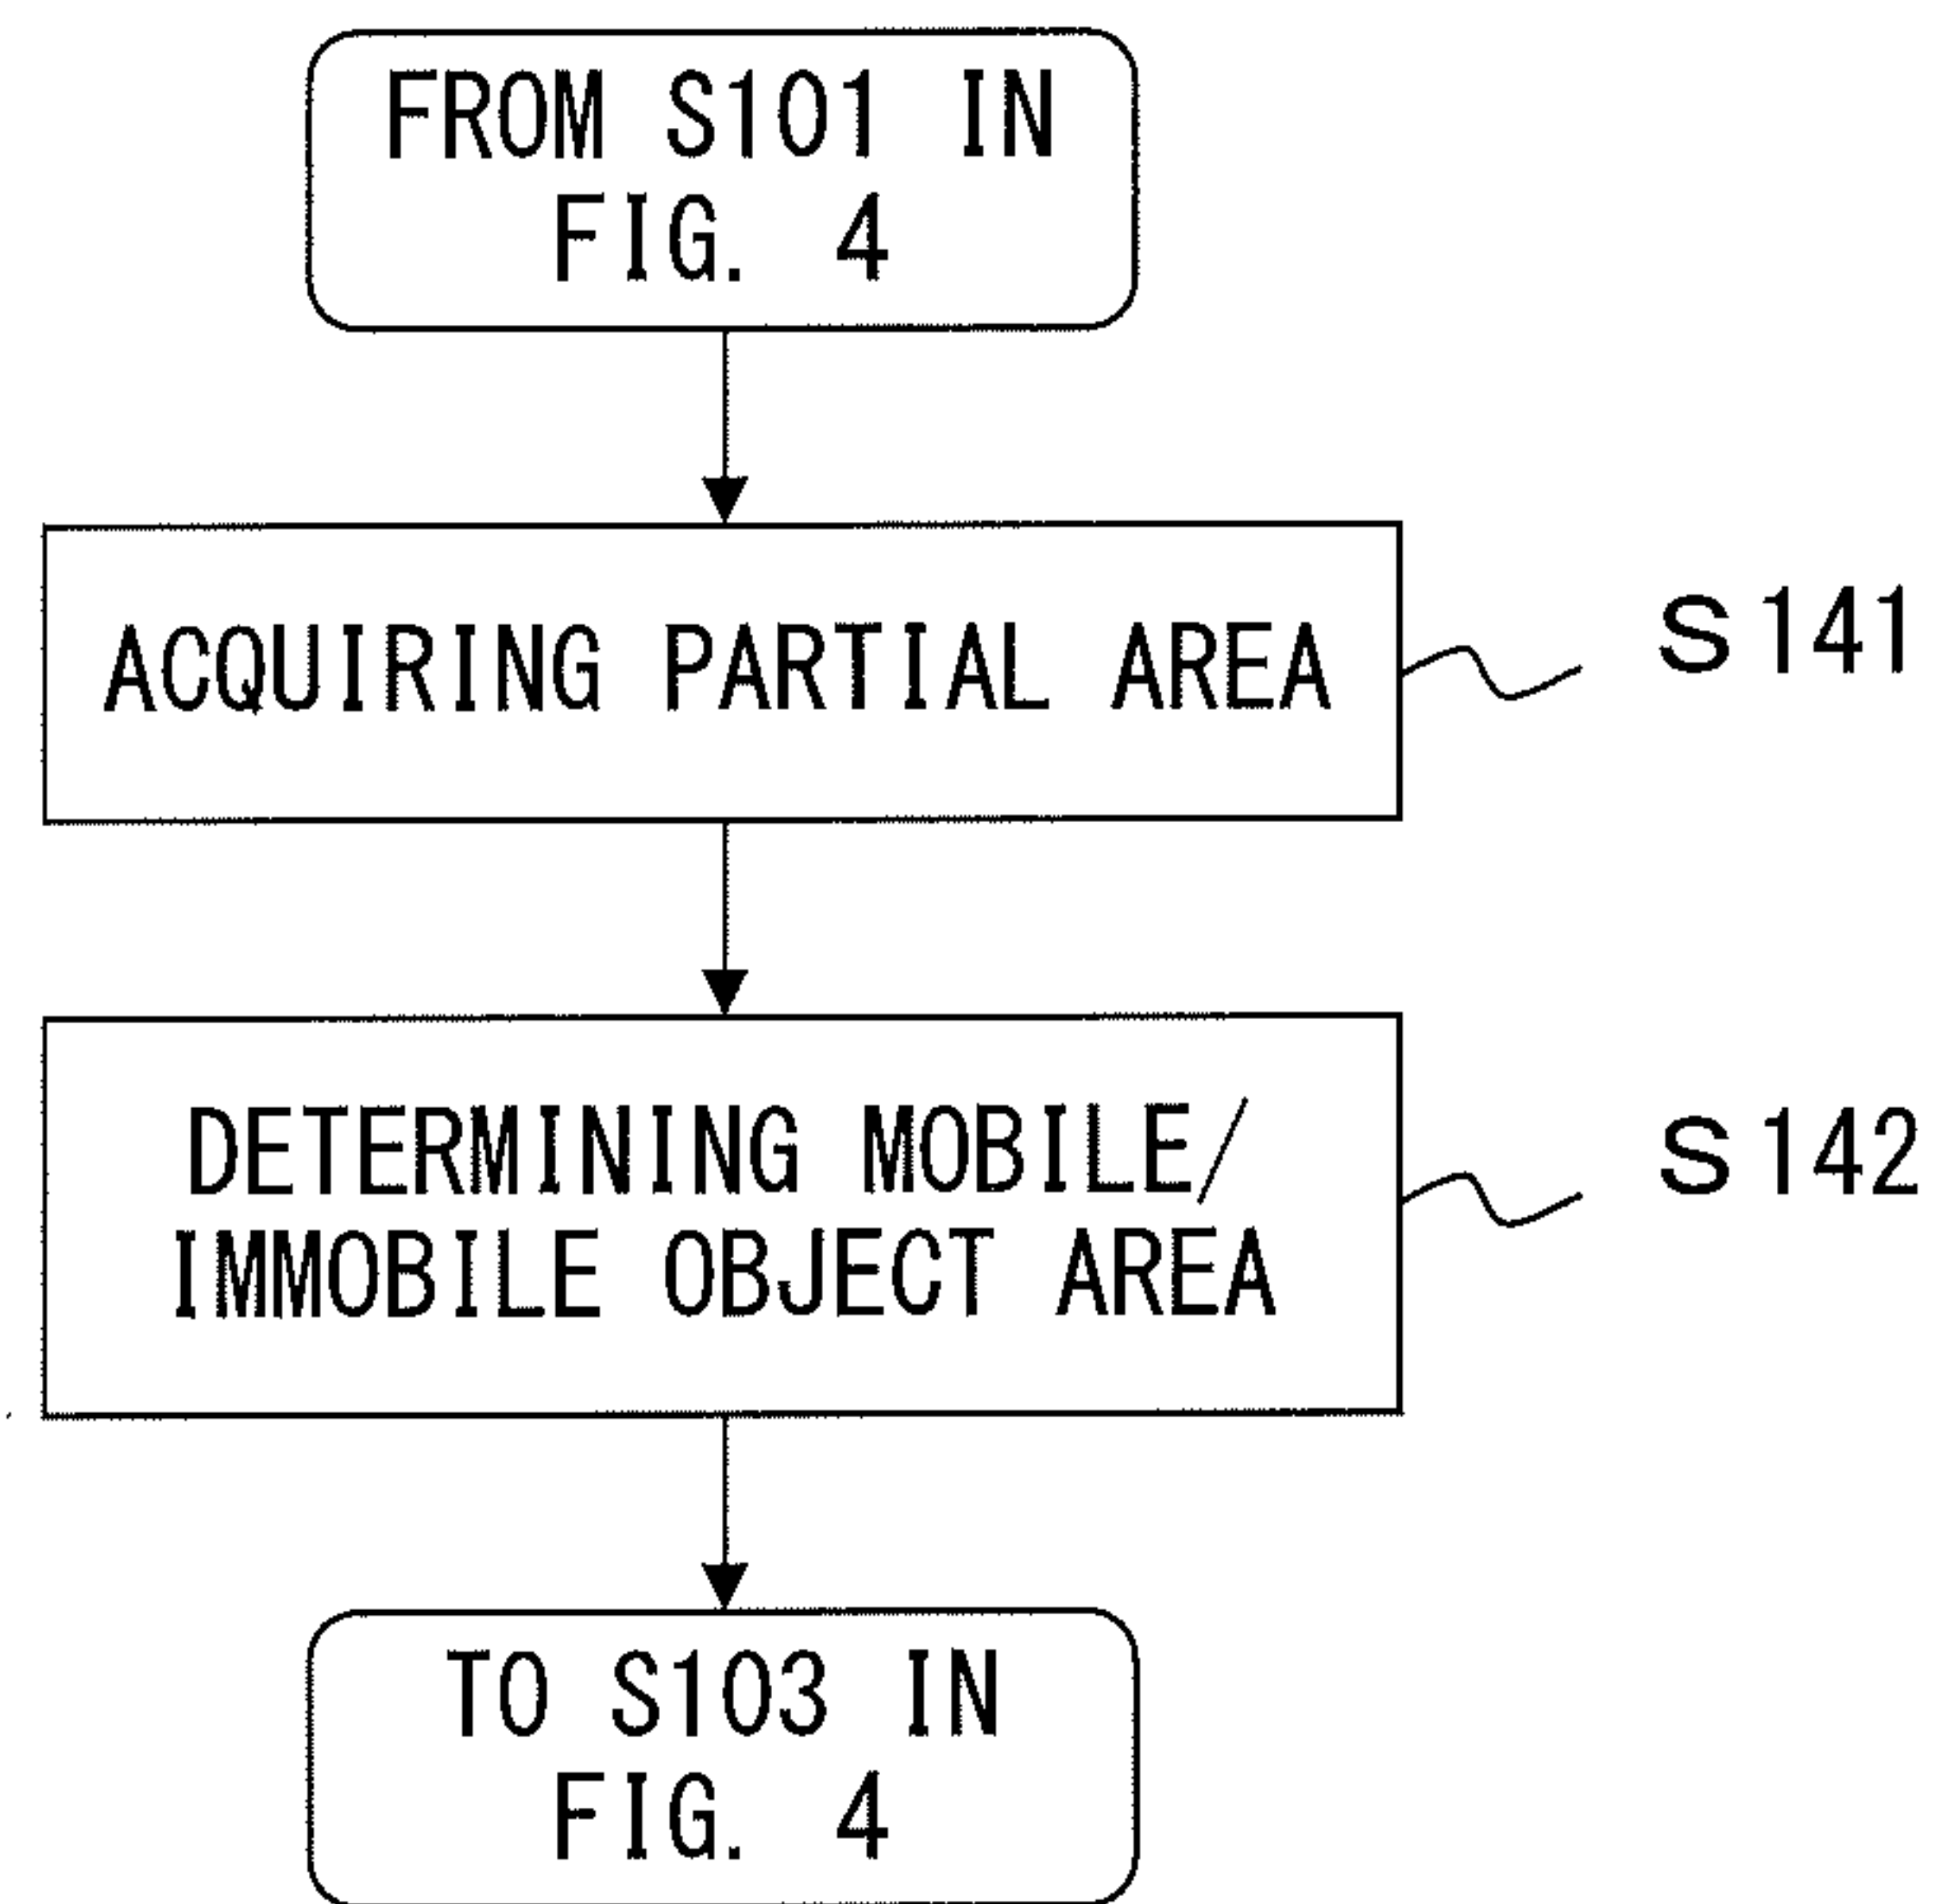 FROM S101 IN
FIG. 4
ACQUIRING PARTIAL AREA
S141
DETERMINING MOBILE/
IMMOBILE OBJECT AREA
S142
TO S103 IN
FIG. 4